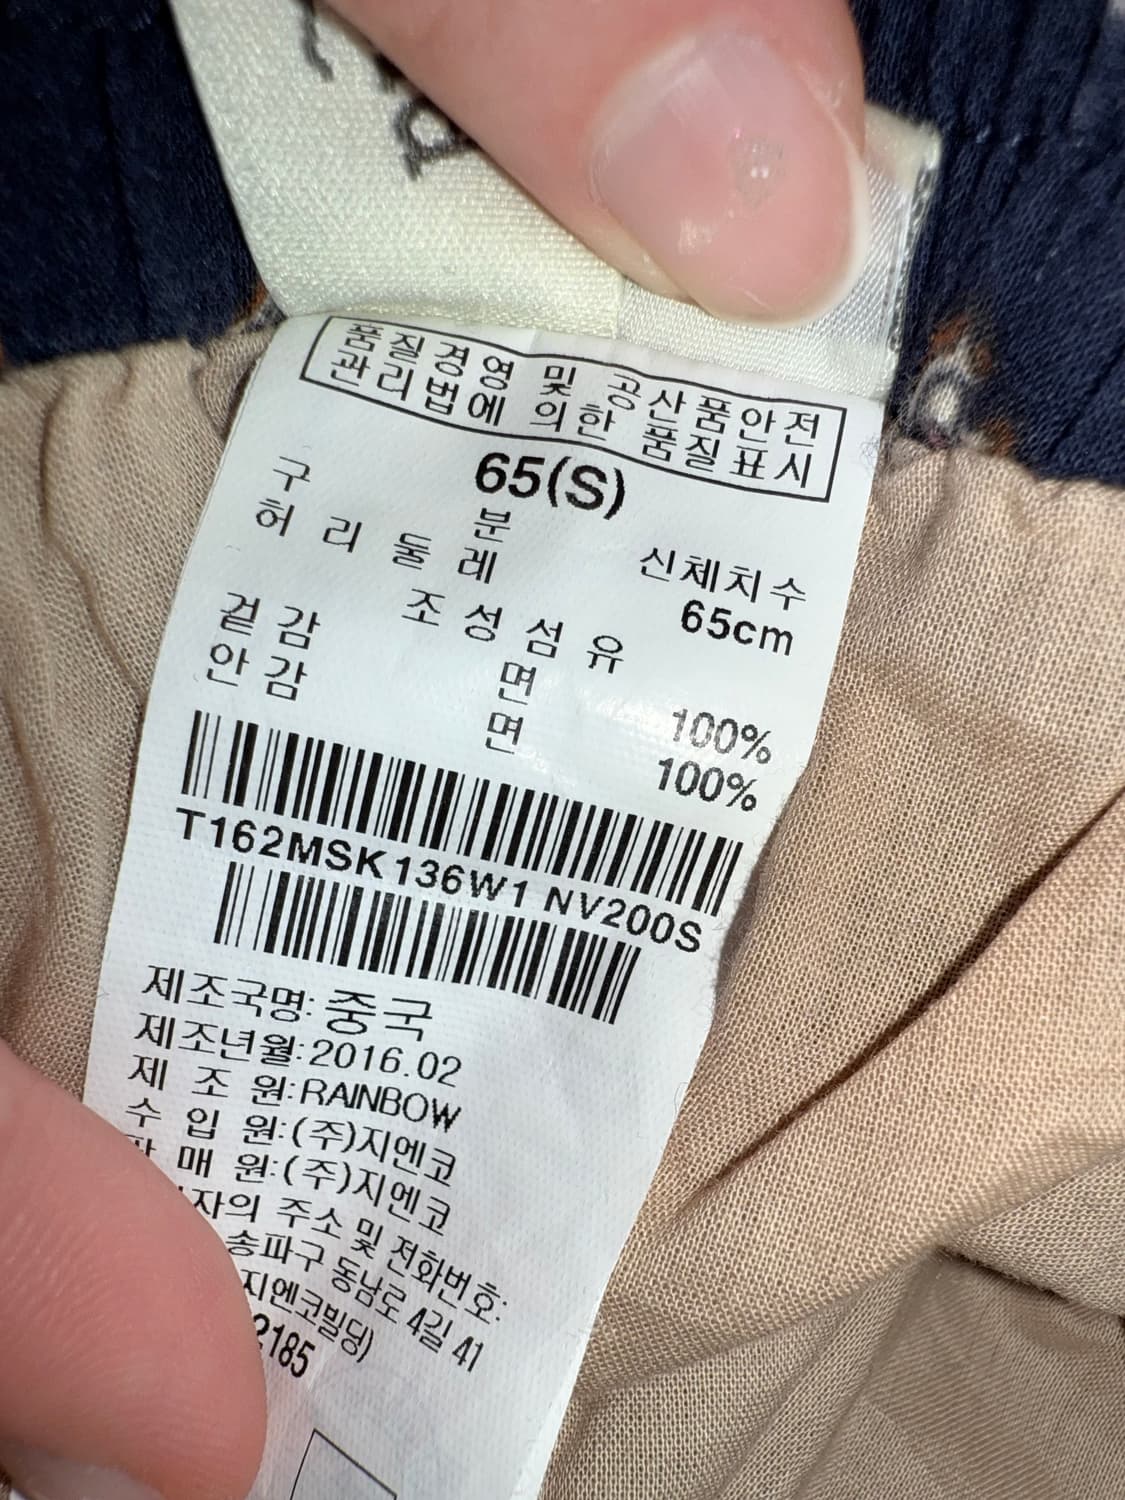 품질경영 및 공산품안전
관리법에 의한 품질표시
65(S)
구 분 신체치수
허리둘레 65cm
조성섬유
겉감 면 100%
안감 면 100%
T162MSK136W1 NV200S
제조국명: 중국
제조년월:2016.02
제 조 원:RAINBOW
수 입 원:(주)지엔코
판 매 원:(주)지엔코
자의 주소 및 전화번호:
송파구 동남로 4길 41
지엔코빌딩)
2185